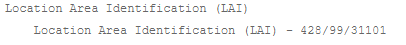 Location Area Identification (LAI)
Location Area Identification (LAI) - 428/99/31101